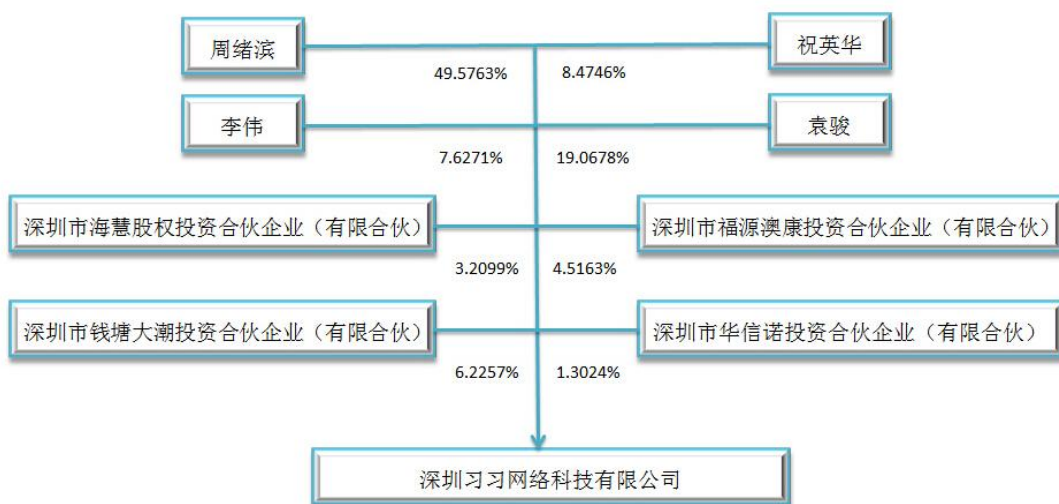 周绪滨
祝英华
49.5763%
8.4746%
李伟
袁骏
7.6271%
19.0678%
深圳市海慧股权投资合伙企业（有限合伙）
深圳市福源澳康投资合伙企业（有限合伙）
3.2099%
4.5163%
深圳市钱塘大潮投资合伙企业（有限合伙）
深圳市华信诺投资合伙企业（有限合伙）
6.2257%
1.3024%
深圳习习网络科技有限公司